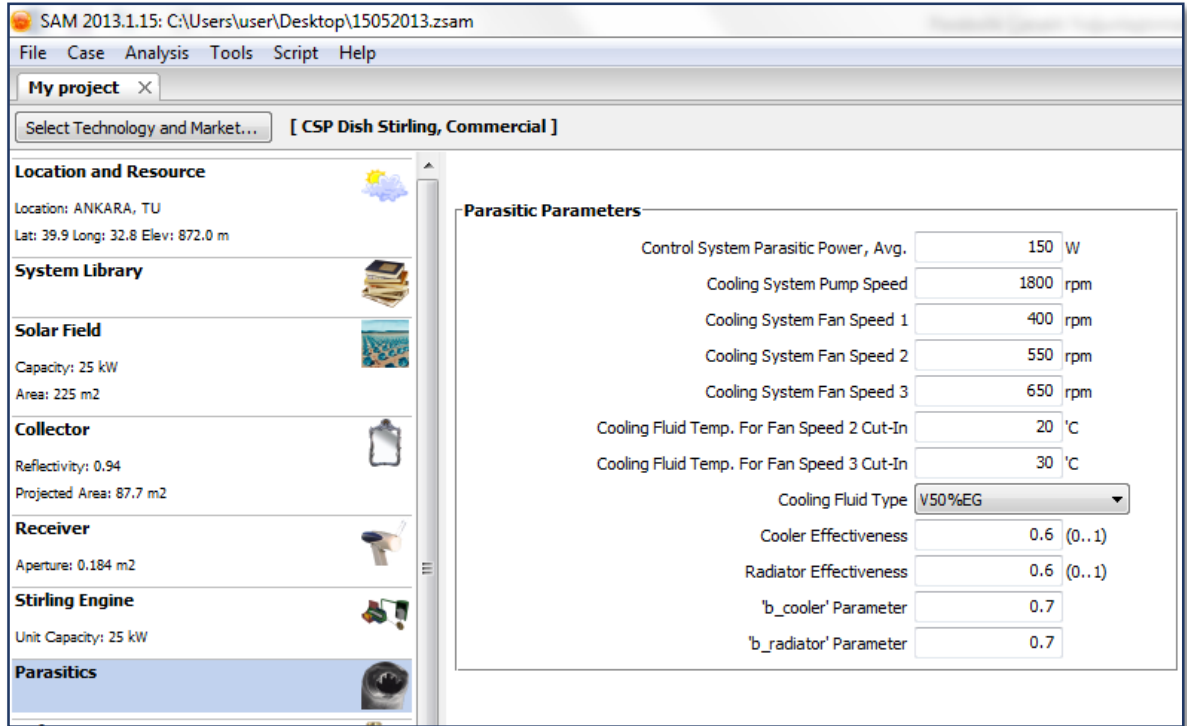 SAM 2013.1.15: C:\Users\user\Desktop\15052013.zsam
File Case Analysis Tools Script Help
My project
Select Technology and Market... [ CSP Dish Stirling, Commercial ]
Location and Resource
Location: ANKARA, TU
Lat: 39.9 Long: 32.8 Elev: 872.0 m
System Library
Solar Field
Capacity: 25 kW
Area: 225 m2
Collector
Reflectivity: 0.94
Projected Area: 87.7 m2
Receiver
Aperture: 0.184 m2
Stirling Engine
Unit Capacity: 25 kW
Parasitics
Parasitic Parameters
Control System Parasitic Power, Avg. 150 W
Cooling System Pump Speed 1800 rpm
Cooling System Fan Speed 1 400 rpm
Cooling System Fan Speed 2 550 rpm
Cooling System Fan Speed 3 650 rpm
Cooling Fluid Temp. For Fan Speed 2 Cut-In 20 'C
Cooling Fluid Temp. For Fan Speed 3 Cut-In 30 'C
Cooling Fluid Type V50%EG
Cooler Effectiveness 0.6 (0..1)
Radiator Effectiveness 0.6 (0..1)
'b_cooler' Parameter 0.7
'b_radiator' Parameter 0.7